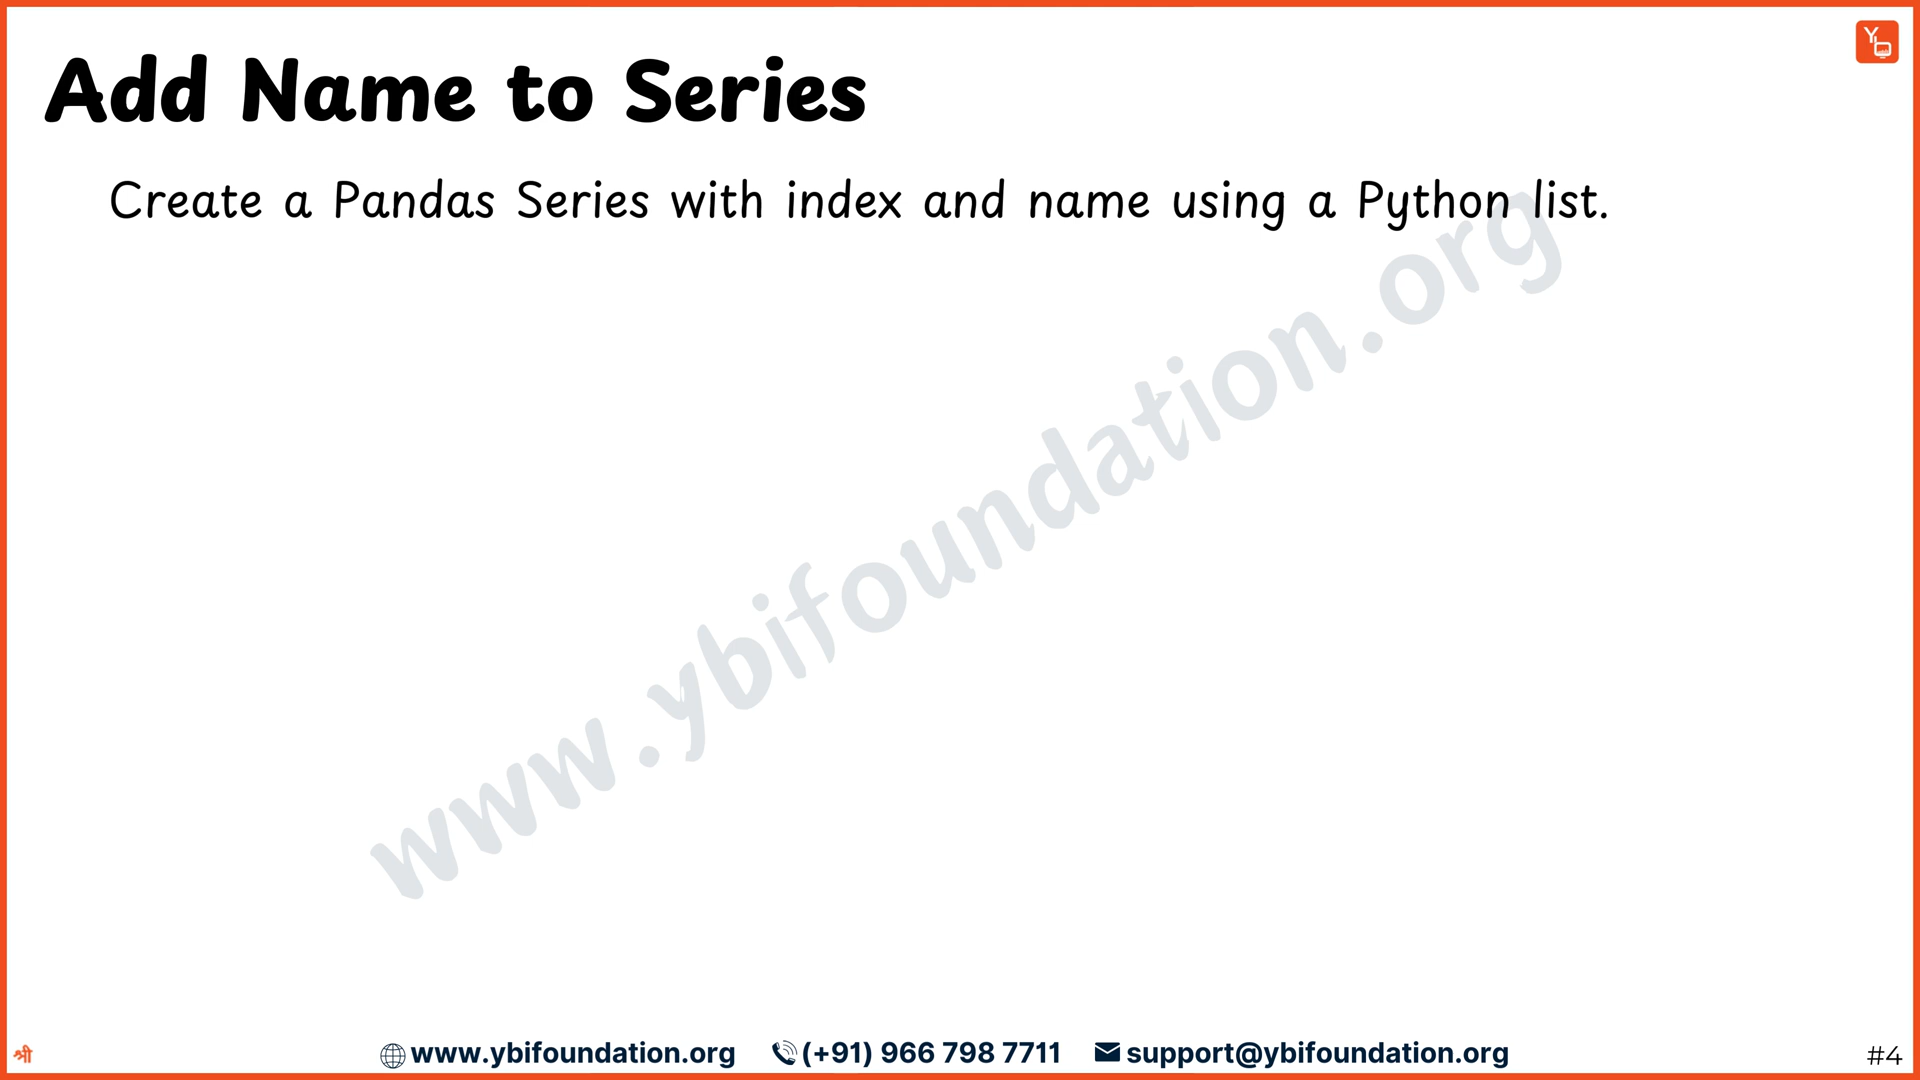 Add Name to Series
Create a Pandas Series with index and name using a Python list.
www.ybifoundation.org
श्री
www.ybifoundation.org (+91) 966 798 7711 support@ybifoundation.org
#4